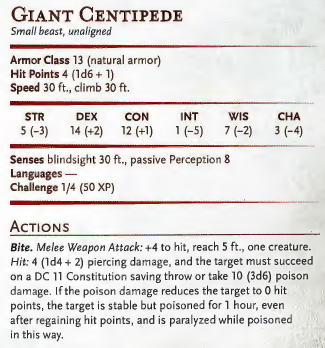 GIANT CENTIPEDE
Small beast, unaligned
Armor Class 13 (natural armor)
Hit Points 4 (1d6 + 1)
Speed 30 ft., climb 30 ft.
STR DEX CON INT WIS CHA
5 (–3) 14 (+2) 12 (+1) 1 (–5) 7 (–2) 3 (–4)
Senses blindsight 30 ft., passive Perception 8
Languages —
Challenge 1/4 (50 XP)
ACTIONS
Bite. Melee Weapon Attack: +4 to hit, reach 5 ft., one creature.
Hit: 4 (1d4 + 2) piercing damage, and the target must succeed
on a DC 11 Constitution saving throw or take 10 (3d6) poison
damage. If the poison damage reduces the target to 0 hit
points, the target is stable but poisoned for 1 hour, even
after regaining hit points, and is paralyzed while poisoned
in this way.